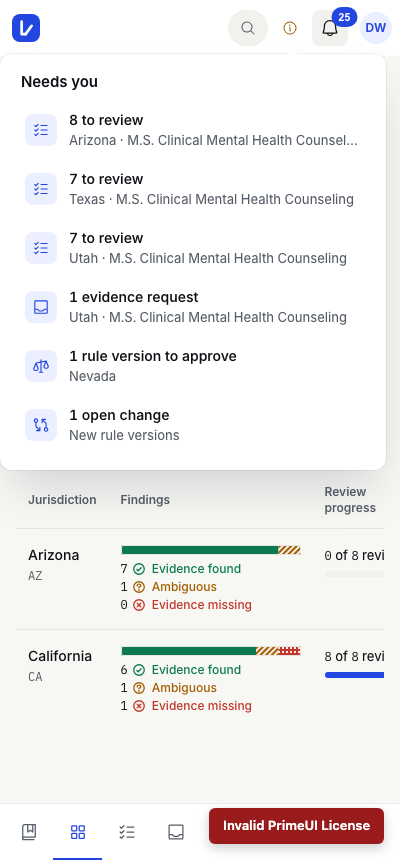 25
DW
Needs you
8 to review
Arizona · M.S. Clinical Mental Health Counsel...
7 to review
Texas · M.S. Clinical Mental Health Counseling
7 to review
Utah · M.S. Clinical Mental Health Counseling
1 evidence request
Utah · M.S. Clinical Mental Health Counseling
1 rule version to approve
Nevada
1 open change
New rule versions
Jurisdiction Findings Review progress
Arizona 0 of 8 revi
AZ
7 Evidence found
1 Ambiguous
0 Evidence missing
California 8 of 8 revi
CA
6 Evidence found
1 Ambiguous
1 Evidence missing
Invalid PrimeUI License